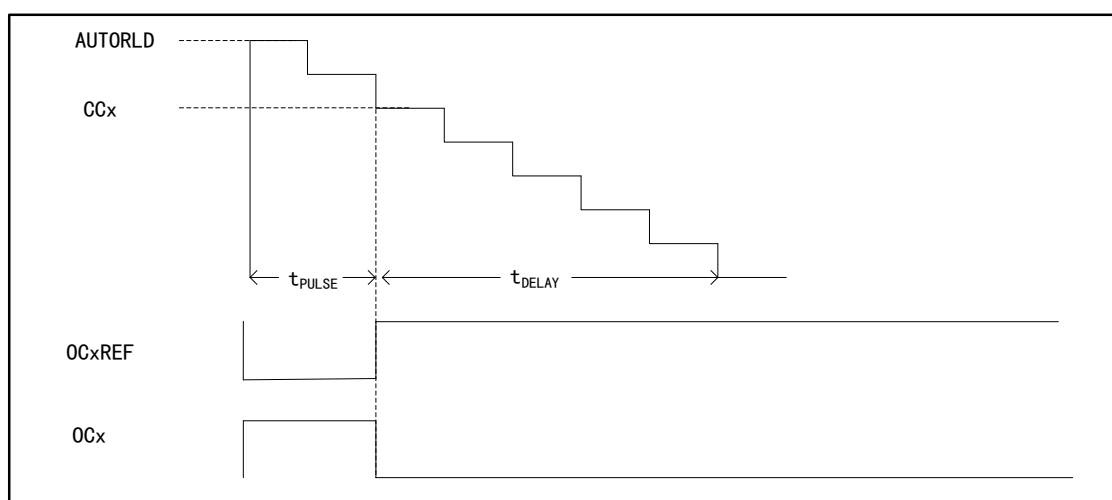 AUTORLD
CCx
tPULSE
tDELAY
OCxREF
OCx